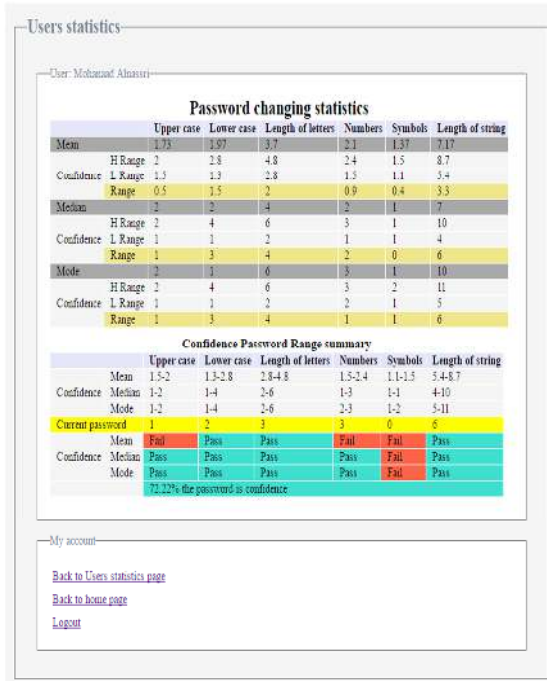 Users statistics
User: Mohanad Alnassri
Password changing statistics
Upper case Lower case Length of letters Numbers Symbols Length of string
Mean 1.73 1.97 3.7 2.1 1.37 7.17
H Range 2 2.8 4.8 2.4 1.5 8.7
Confidence L Range 1.5 1.3 2.8 1.5 1.1 5.4
Range 0.5 1.5 2 0.9 0.4 3.3
Median 2 2 4 2 1 7
H Range 2 4 6 3 1 10
Confidence L Range 1 1 2 1 1 4
Range 1 3 4 2 0 6
Mode 2 1 6 3 1 10
H Range 2 4 6 3 2 11
Confidence L Range 1 1 2 2 1 5
Range 1 3 4 1 1 6
Confidence Password Range summary
Upper case Lower case Length of letters Numbers Symbols Length of string
Mean 1.5-2 1.3-2.8 2.8-4.8 1.5-2.4 1.1-1.5 5.4-8.7
Confidence Median 1-2 1-4 2-6 1-3 1-1 4-10
Mode 1-2 1-4 2-6 2-3 1-2 5-11
Current password 1 2 3 3 0 6
Mean Fail Pass Pass Fail Fail Pass
Confidence Median Pass Pass Pass Pass Fail Pass
Mode Pass Pass Pass Pass Fail Pass
72.22% the password is confidence
My account
Back to Users statistics page
Back to home page
Logout